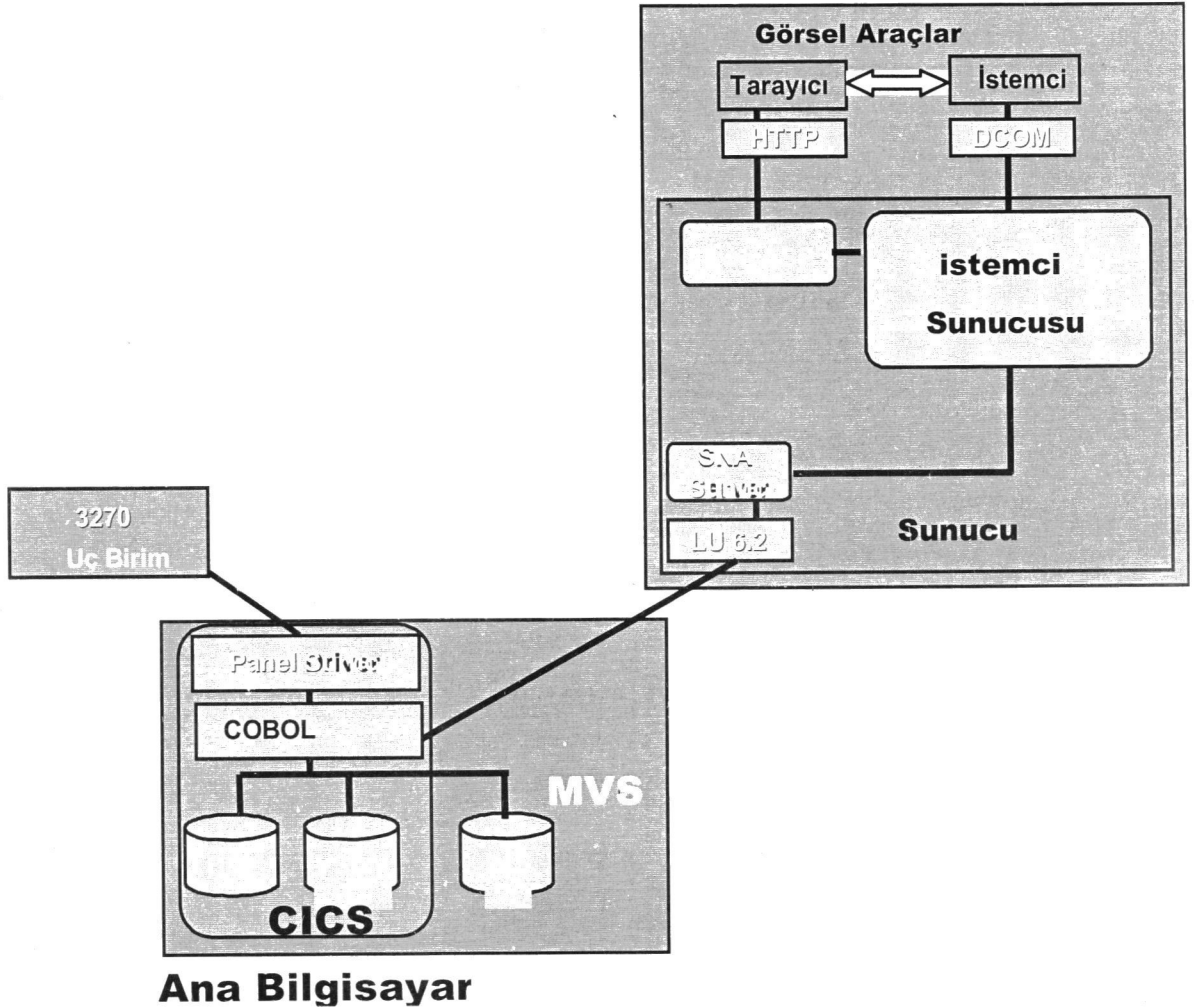 Görsel Araçlar
Tarayıcı
İstemci
HTTP
DCOM
istemci
Sunucusu
SNA
Server
LU 6.2
Sunucu
3270
Uç Birim
Panel Driver
COBOL
MVS
CICS
Ana Bilgisayar